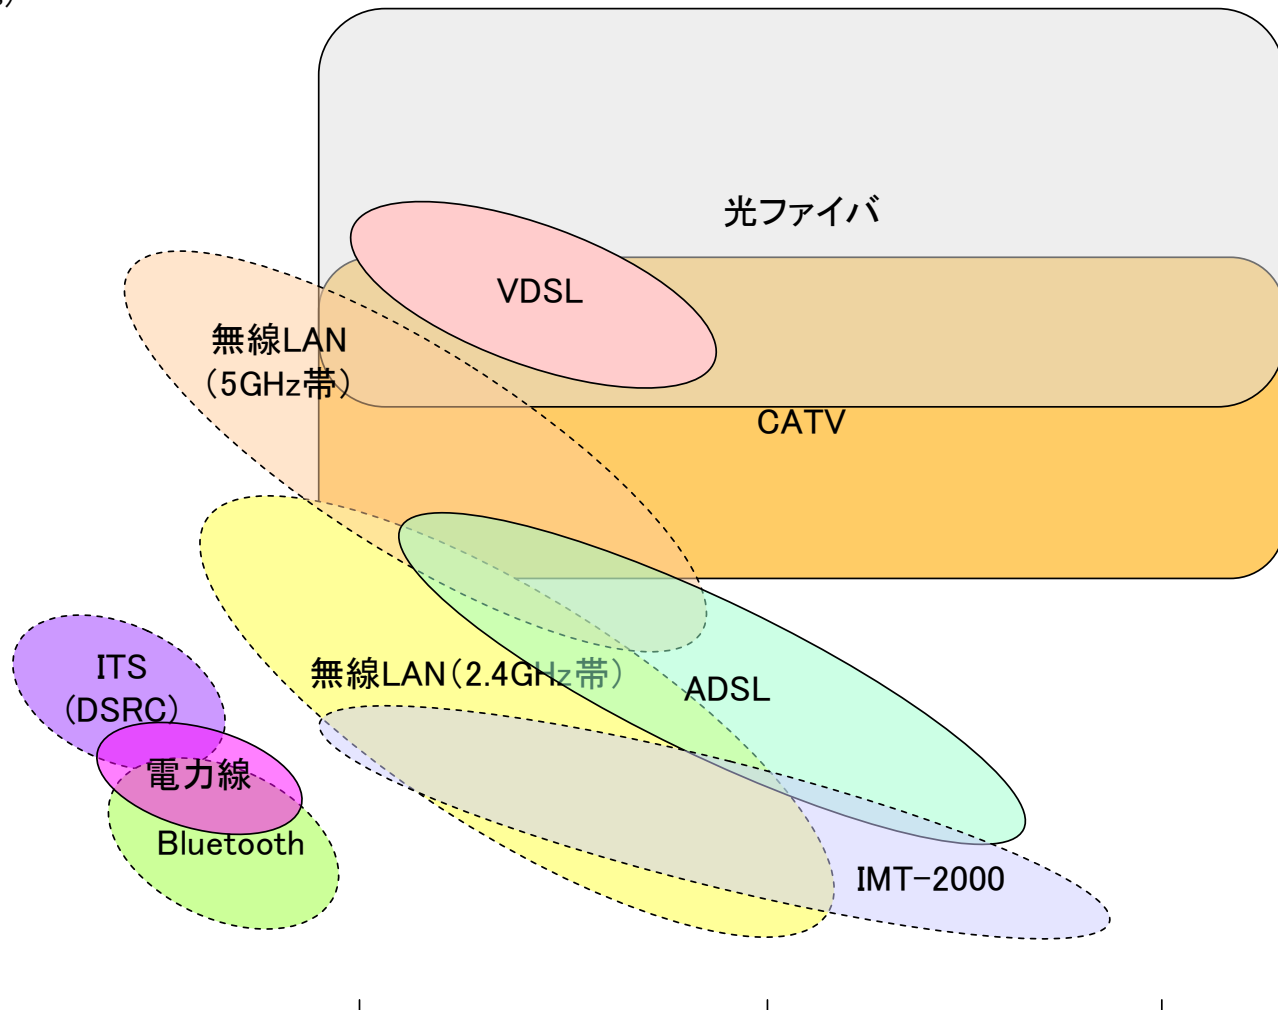 光ファイバ
VDSL
無線LAN
（5GHz帯）
CATV
ITS
(DSRC)
無線LAN（2.4GHz帯）
ADSL
電力線
Bluetooth
IMT-2000